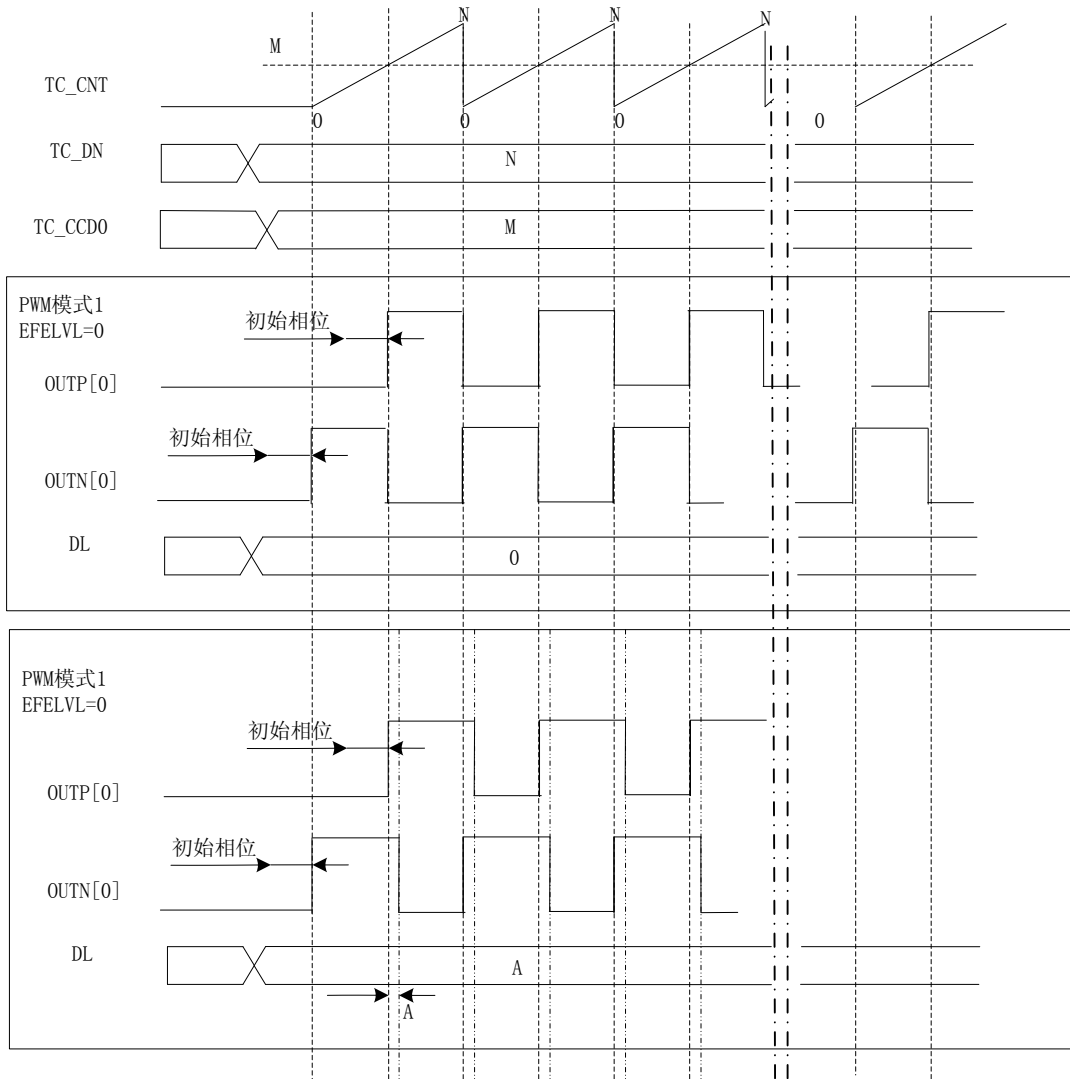 N N N
M
TC_CNT
0 0 0 0
TC_DN
N
TC_CCD0
M
PWM模式1
EFELVL=0
初始相位
OUTP[0]
初始相位
OUTN[0]
DL
0
PWM模式1
EFELVL=0
初始相位
OUTP[0]
初始相位
OUTN[0]
DL
A
A